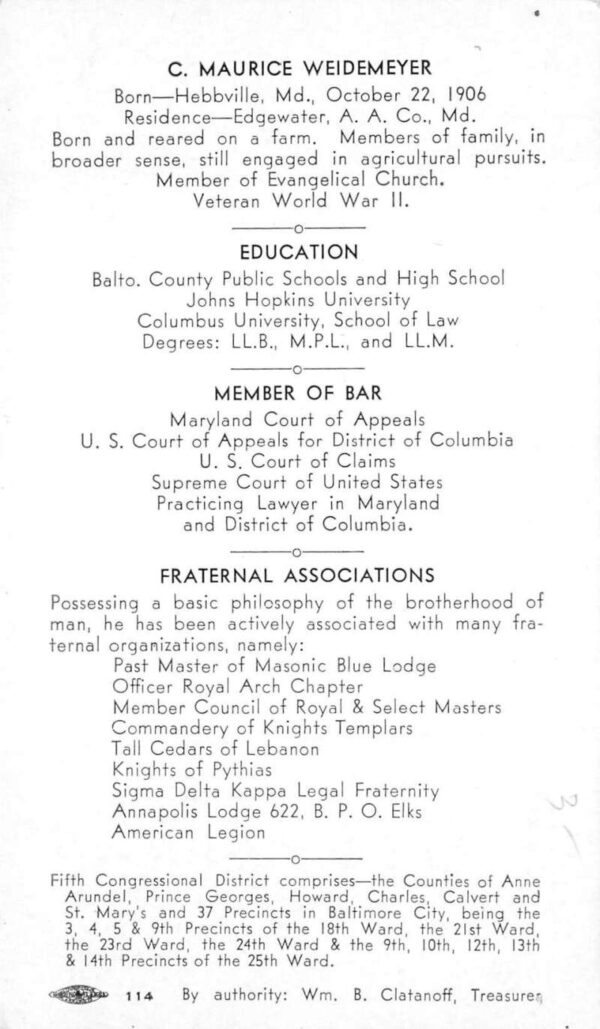 C. MAURICE WEIDEMEYER
Born—Hebbville, Md., October 22, 1906
Residence—Edgewater, A. A. Co., Md.
Born and reared on a farm. Members of family, in
broader sense, still engaged in agricultural pursuits.
Member of Evangelical Church.
Veteran World War II.
EDUCATION
Balto. County Public Schools and High School
Johns Hopkins University
Columbus University, School of Law
Degrees: LL.B., M.P.L., and LL.M.
MEMBER OF BAR
Maryland Court of Appeals
U. S. Court of Appeals for District of Columbia
U. S. Court of Claims
Supreme Court of United States
Practicing Lawyer in Maryland
and District of Columbia.
FRATERNAL ASSOCIATIONS
Possessing a basic philosophy of the brotherhood of
man, he has been actively associated with many fra-
ternal organizations, namely:
Past Master of Masonic Blue Lodge
Officer Royal Arch Chapter
Member Council of Royal & Select Masters
Commandery of Knights Templars
Tall Cedars of Lebanon
Knights of Pythias
Sigma Delta Kappa Legal Fraternity
Annapolis Lodge 622, B. P. O. Elks
American Legion
Fifth Congressional District comprises—the Counties of Anne
Arundel, Prince Georges, Howard, Charles, Calvert and
St. Mary's and 37 Precincts in Baltimore City, being the
3, 4, 5 & 9th Precincts of the 18th Ward, the 21st Ward,
the 23rd Ward, the 24th Ward & the 9th, 10th, 12th, 13th
& 14th Precincts of the 25th Ward.
114 By authority: Wm. B. Clatanoff, Treasurer